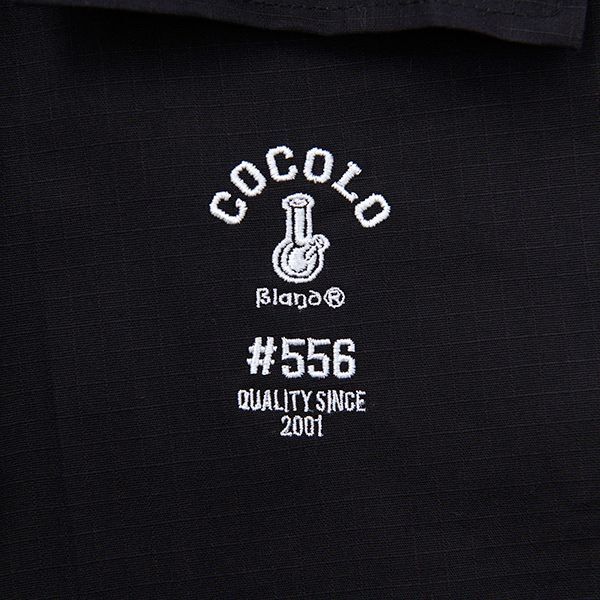 COCOLO
Bland®
#556
QUALITY SINCE
2001